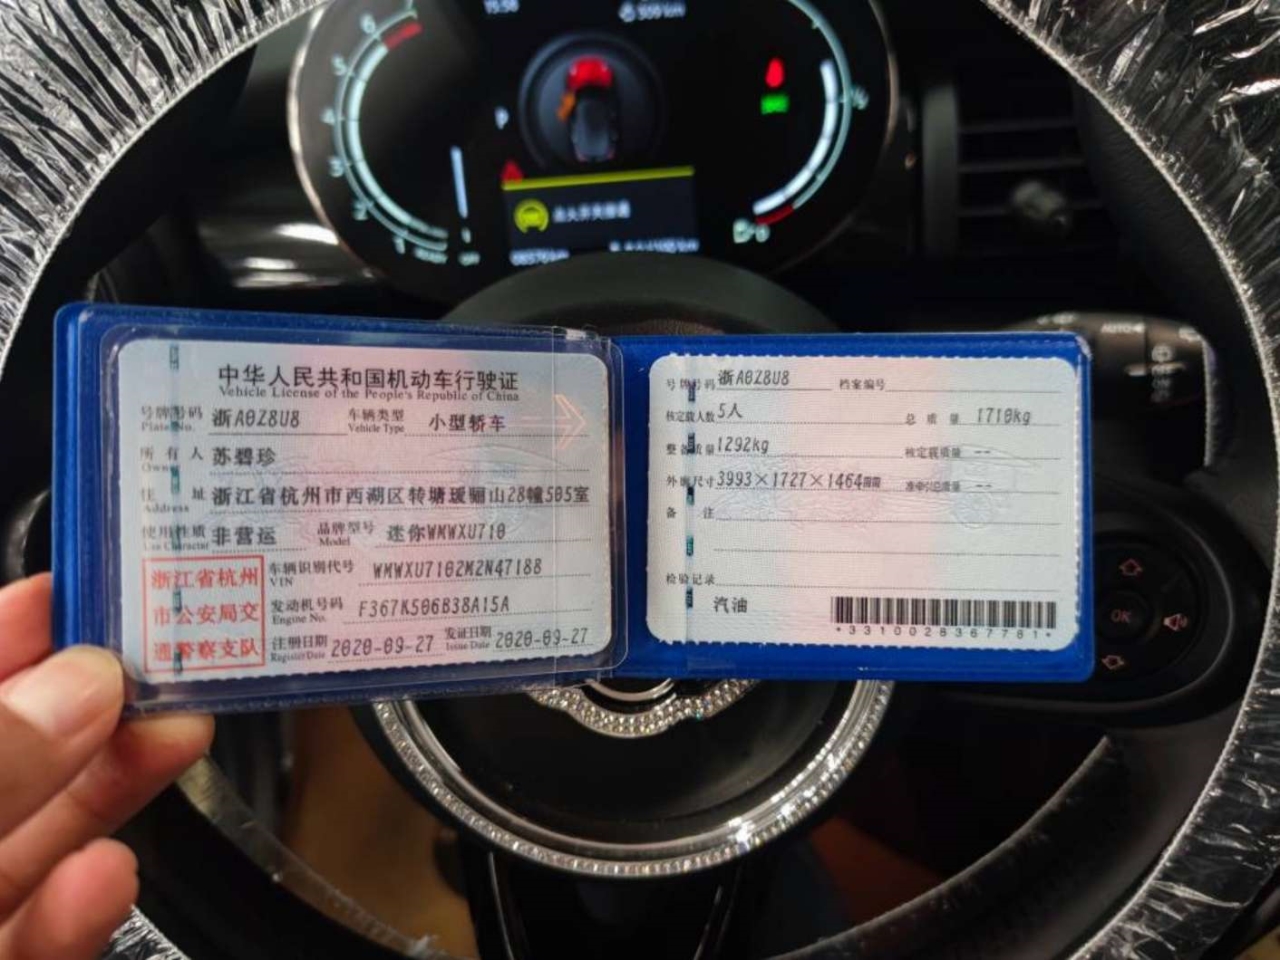 15:58
中华人民共和国机动车行驶证
Vehicle License of the People's Republic of China
号牌号码 浙A0Z8U8 车辆类型 小型轿车
Plate No. Vehicle Type
所有人 苏碧珍
Owner
住址 浙江省杭州市西湖区转塘瑗骊山28幢505室
Address
使用性质 非营运 品牌型号 迷你WMWXU710
Use Character Model
浙江省杭州市公安局交通警察支队
车辆识别代号 WMWXU7102M2N47188
VIN
发动机号码 F367K506B38A15A
Engine No.
注册日期 2020-09-27 发证日期 2020-09-27
Register Date Issue Date
号牌号码 浙A0Z8U8 档案编号
核定载人数 5人 总质量 1710kg
整备质量 1292kg 核定载质量 --
外廓尺寸 3993×1727×1464mm 准牵引总质量 --
备注
检验记录
汽油
*3310028367781*
AUTO
OK